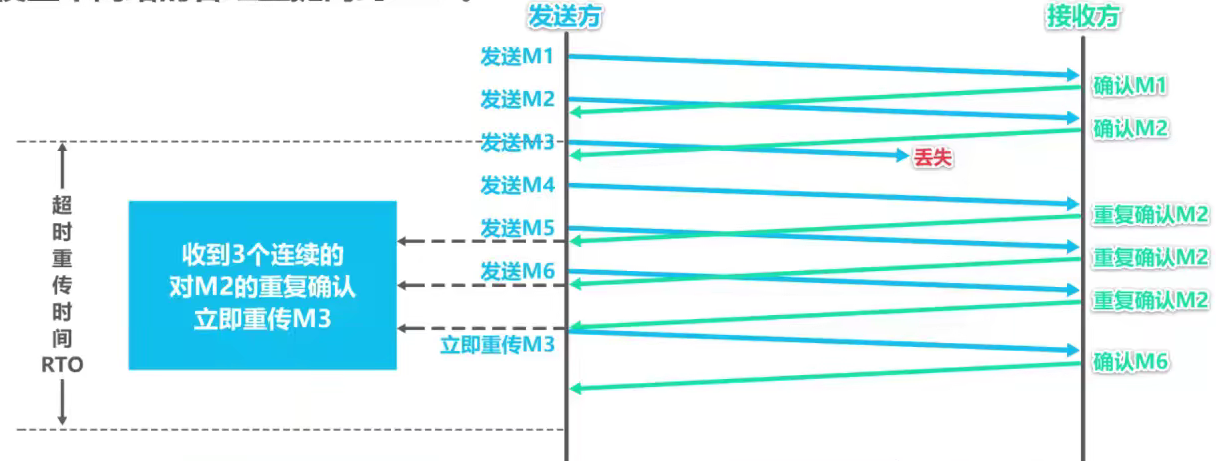 发送方
接收方
发送M1
确认M1
发送M2
确认M2
发送M3
丢失
发送M4
重复确认M2
发送M5
重复确认M2
发送M6
重复确认M2
立即重传M3
确认M6
超
时
重
传
时
间
RTO
收到3个连续的
对M2的重复确认
立即重传M3